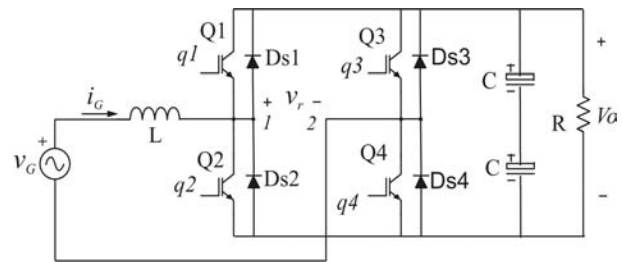 Q1
q1
Ds1
Q3
q3
Ds3
+
i_G
L
+ v_r −
1 2
+
C
−
R
Vo
+
v_G
Q2
q2
Ds2
Q4
q4
Ds4
+
C
−
−